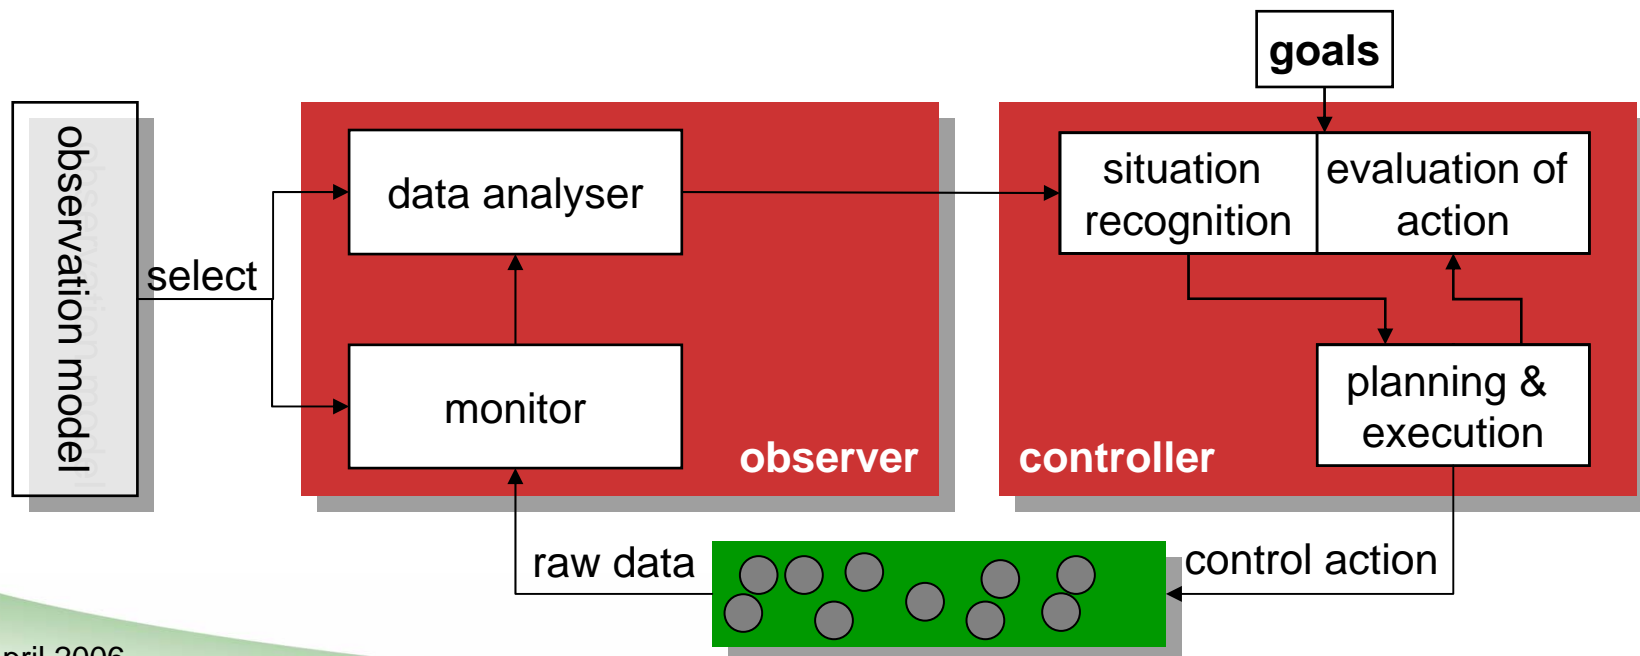 goals
observation model
select
data analyser
monitor
observer
situation
recognition
evaluation of
action
planning &
execution
controller
raw data
control action
2006